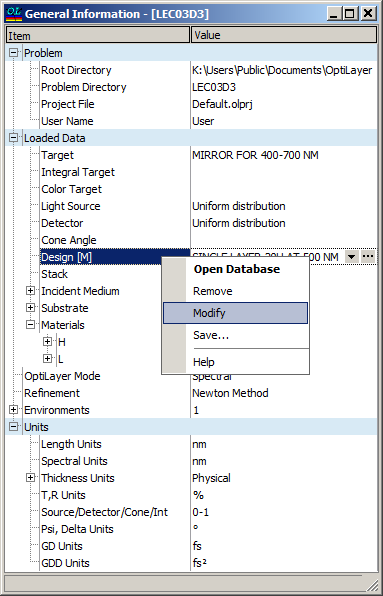 OL General Information - [LEC03D3]
Item Value
Problem
Root Directory K:\Users\Public\Documents\OptiLayer
Problem Directory LEC03D3
Project File Default.olprj
User Name User
Loaded Data
Target MIRROR FOR 400-700 NM
Integral Target
Color Target
Light Source Uniform distribution
Detector Uniform distribution
Cone Angle
Design [M] SINGLE LAYER 20H AT 500 NM
Stack
Open Database
Incident Medium
Remove
Substrate
Modify
Materials
Save...
H
L
Help
OptiLayer Mode Spectral
Refinement Newton Method
Environments 1
Units
Length Units nm
Spectral Units nm
Thickness Units Physical
T,R Units %
Source/Detector/Cone/Int 0-1
Psi, Delta Units °
GD Units fs
GDD Units fs²